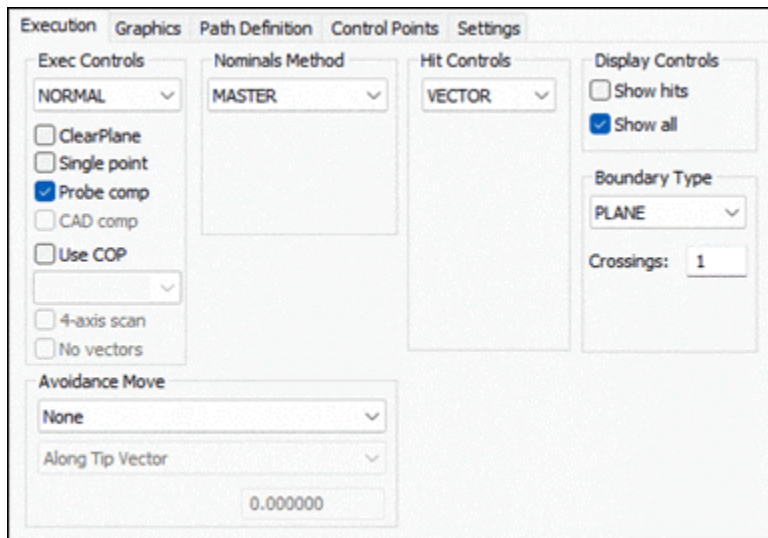 Execution Graphics Path Definition Control Points Settings
Exec Controls
NORMAL
ClearPlane
Single point
Probe comp
CAD comp
Use COP
4-axis scan
No vectors
Nominals Method
MASTER
Hit Controls
VECTOR
Display Controls
Show hits
Show all
Boundary Type
PLANE
Crossings: 1
Avoidance Move
None
Along Tip Vector
0.000000